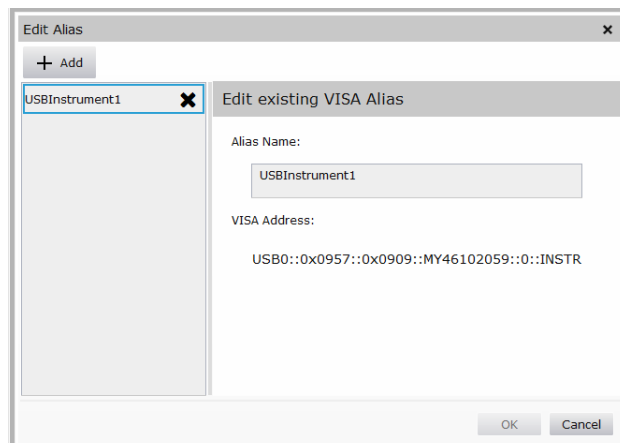 Edit Alias
Add
USBInstrument1
Edit existing VISA Alias
Alias Name:
USBInstrument1
VISA Address:
USB0::0x0957::0x0909::MY46102059::0::INSTR
OK
Cancel